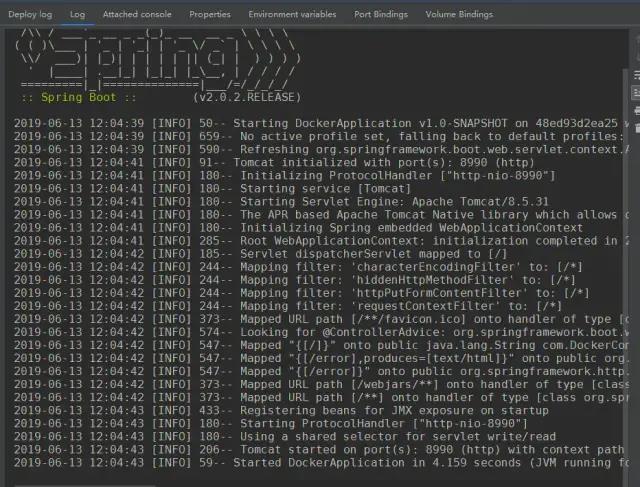 Deploy log Log Attached console Properties Environment variables Port Bindings Volume Bindings
:: Spring Boot :: (v2.0.2.RELEASE)
2019-06-13 12:04:39 [INFO] 50-- Starting DockerApplication v1.0-SNAPSHOT on 48ed93d2ea25 w
2019-06-13 12:04:39 [INFO] 659-- No active profile set, falling back to default profiles:
2019-06-13 12:04:39 [INFO] 590-- Refreshing org.springframework.boot.web.servlet.context.A
2019-06-13 12:04:41 [INFO] 91-- Tomcat initialized with port(s): 8990 (http)
2019-06-13 12:04:41 [INFO] 180-- Initializing ProtocolHandler ["http-nio-8990"]
2019-06-13 12:04:41 [INFO] 180-- Starting service [Tomcat]
2019-06-13 12:04:41 [INFO] 180-- Starting Servlet Engine: Apache Tomcat/8.5.31
2019-06-13 12:04:41 [INFO] 180-- The APR based Apache Tomcat Native library which allows o
2019-06-13 12:04:41 [INFO] 180-- Initializing Spring embedded WebApplicationContext
2019-06-13 12:04:41 [INFO] 285-- Root WebApplicationContext: initialization completed in 2
2019-06-13 12:04:42 [INFO] 185-- Servlet dispatcherServlet mapped to [/]
2019-06-13 12:04:42 [INFO] 244-- Mapping filter: 'characterEncodingFilter' to: [/*]
2019-06-13 12:04:42 [INFO] 244-- Mapping filter: 'hiddenHttpMethodFilter' to: [/*]
2019-06-13 12:04:42 [INFO] 244-- Mapping filter: 'httpPutFormContentFilter' to: [/*]
2019-06-13 12:04:42 [INFO] 244-- Mapping filter: 'requestContextFilter' to: [/*]
2019-06-13 12:04:42 [INFO] 373-- Mapped URL path [/**/favicon.ico] onto handler of type [c
2019-06-13 12:04:42 [INFO] 574-- Looking for @ControllerAdvice: org.springframework.boot.w
2019-06-13 12:04:42 [INFO] 547-- Mapped "{[/]}" onto public java.lang.String com.DockerCon
2019-06-13 12:04:42 [INFO] 547-- Mapped "{[/error],produces=[text/html]}" onto public org.
2019-06-13 12:04:42 [INFO] 547-- Mapped "{[/error]}" onto public org.springframework.http.
2019-06-13 12:04:42 [INFO] 373-- Mapped URL path [/webjars/**] onto handler of type [class
2019-06-13 12:04:42 [INFO] 373-- Mapped URL path [/**] onto handler of type [class org.spr
2019-06-13 12:04:43 [INFO] 433-- Registering beans for JMX exposure on startup
2019-06-13 12:04:43 [INFO] 180-- Starting ProtocolHandler ["http-nio-8990"]
2019-06-13 12:04:43 [INFO] 180-- Using a shared selector for servlet write/read
2019-06-13 12:04:43 [INFO] 206-- Tomcat started on port(s): 8990 (http) with context path
2019-06-13 12:04:43 [INFO] 59-- Started DockerApplication in 4.159 seconds (JVM running fo